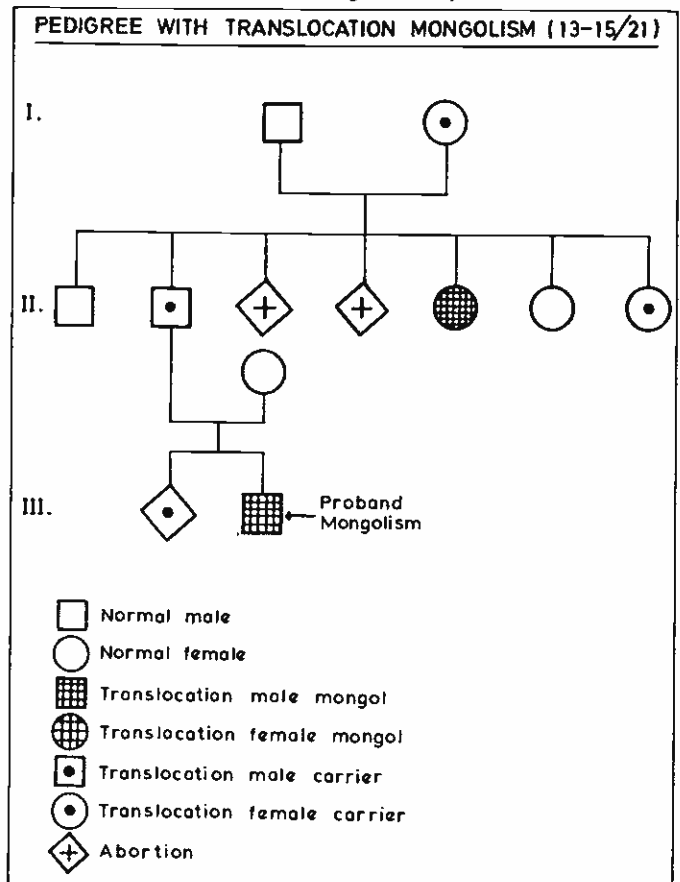 PEDIGREE WITH TRANSLOCATION MONGOLISM (13-15/21)
I.
II.
III.
Proband
Mongolism
Normal male
Normal female
Translocation male mongol
Translocation female mongol
Translocation male carrier
Translocation female carrier
Abortion